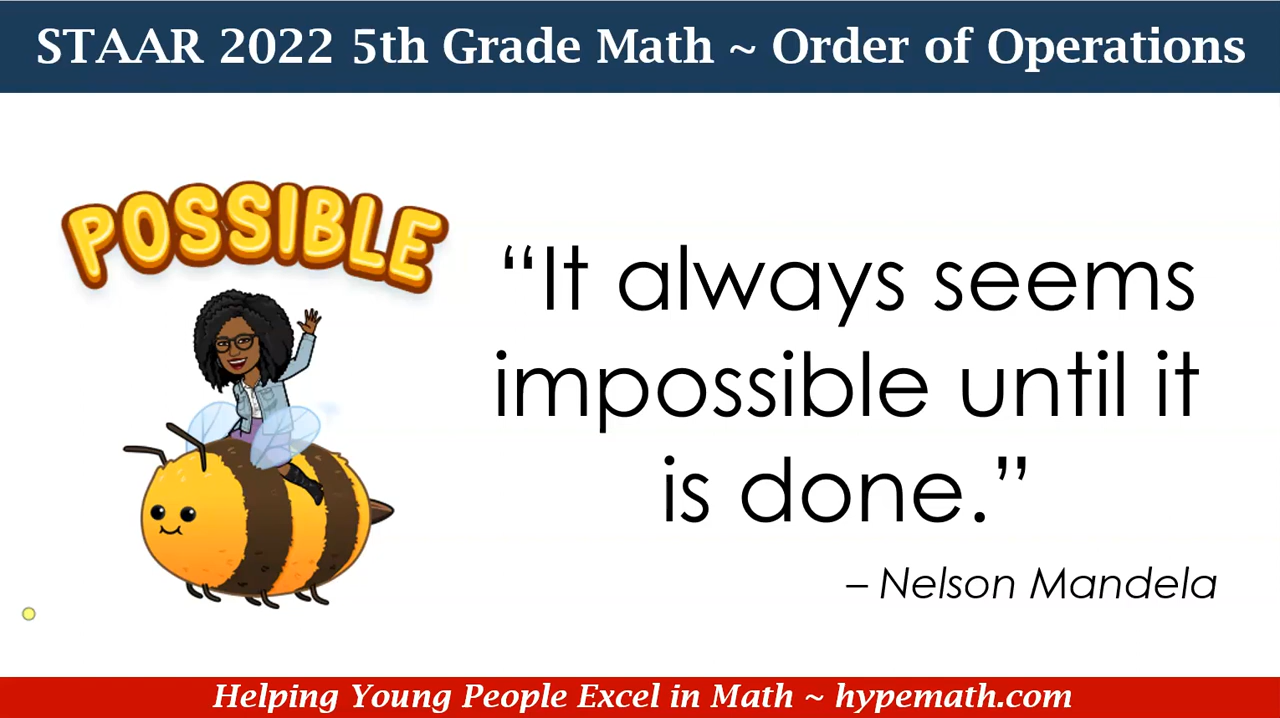 STAAR 2022 5th Grade Math ~ Order of Operations
POSSIBLE
“It always seems
impossible until it
is done.”
– Nelson Mandela
Helping Young People Excel in Math ~ hypemath.com